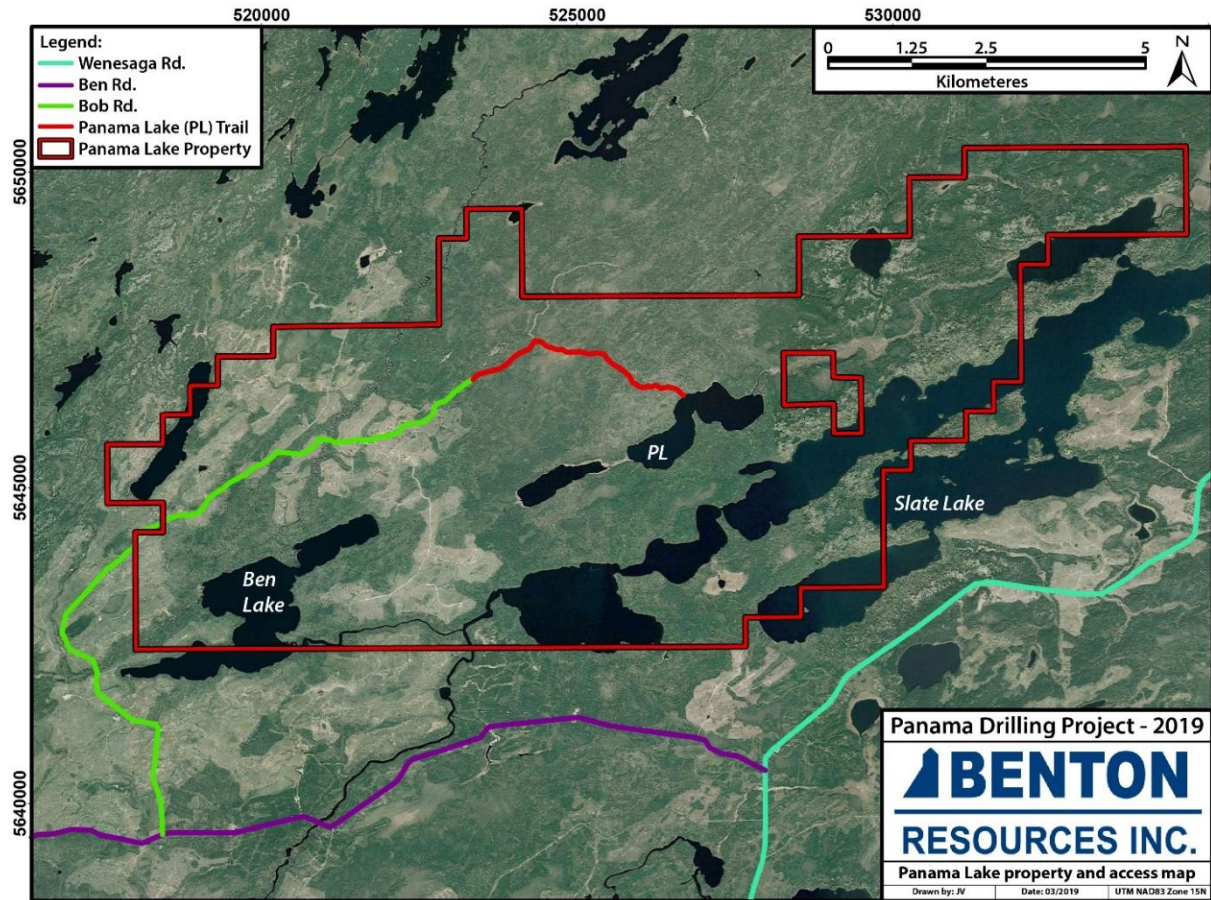 520000
525000
530000
Legend:
Wenesaga Rd.
Ben Rd.
Bob Rd.
Panama Lake (PL) Trail
Panama Lake Property
0 1.25 2.5 5
Kilometeres
N
5650000
5645000
5640000
PL
Slate Lake
Ben
Lake
Panama Drilling Project - 2019
BENTON
RESOURCES INC.
Panama Lake property and access map
Drawn by: JV Date: 03/2019 UTM NAD83 Zone 15N